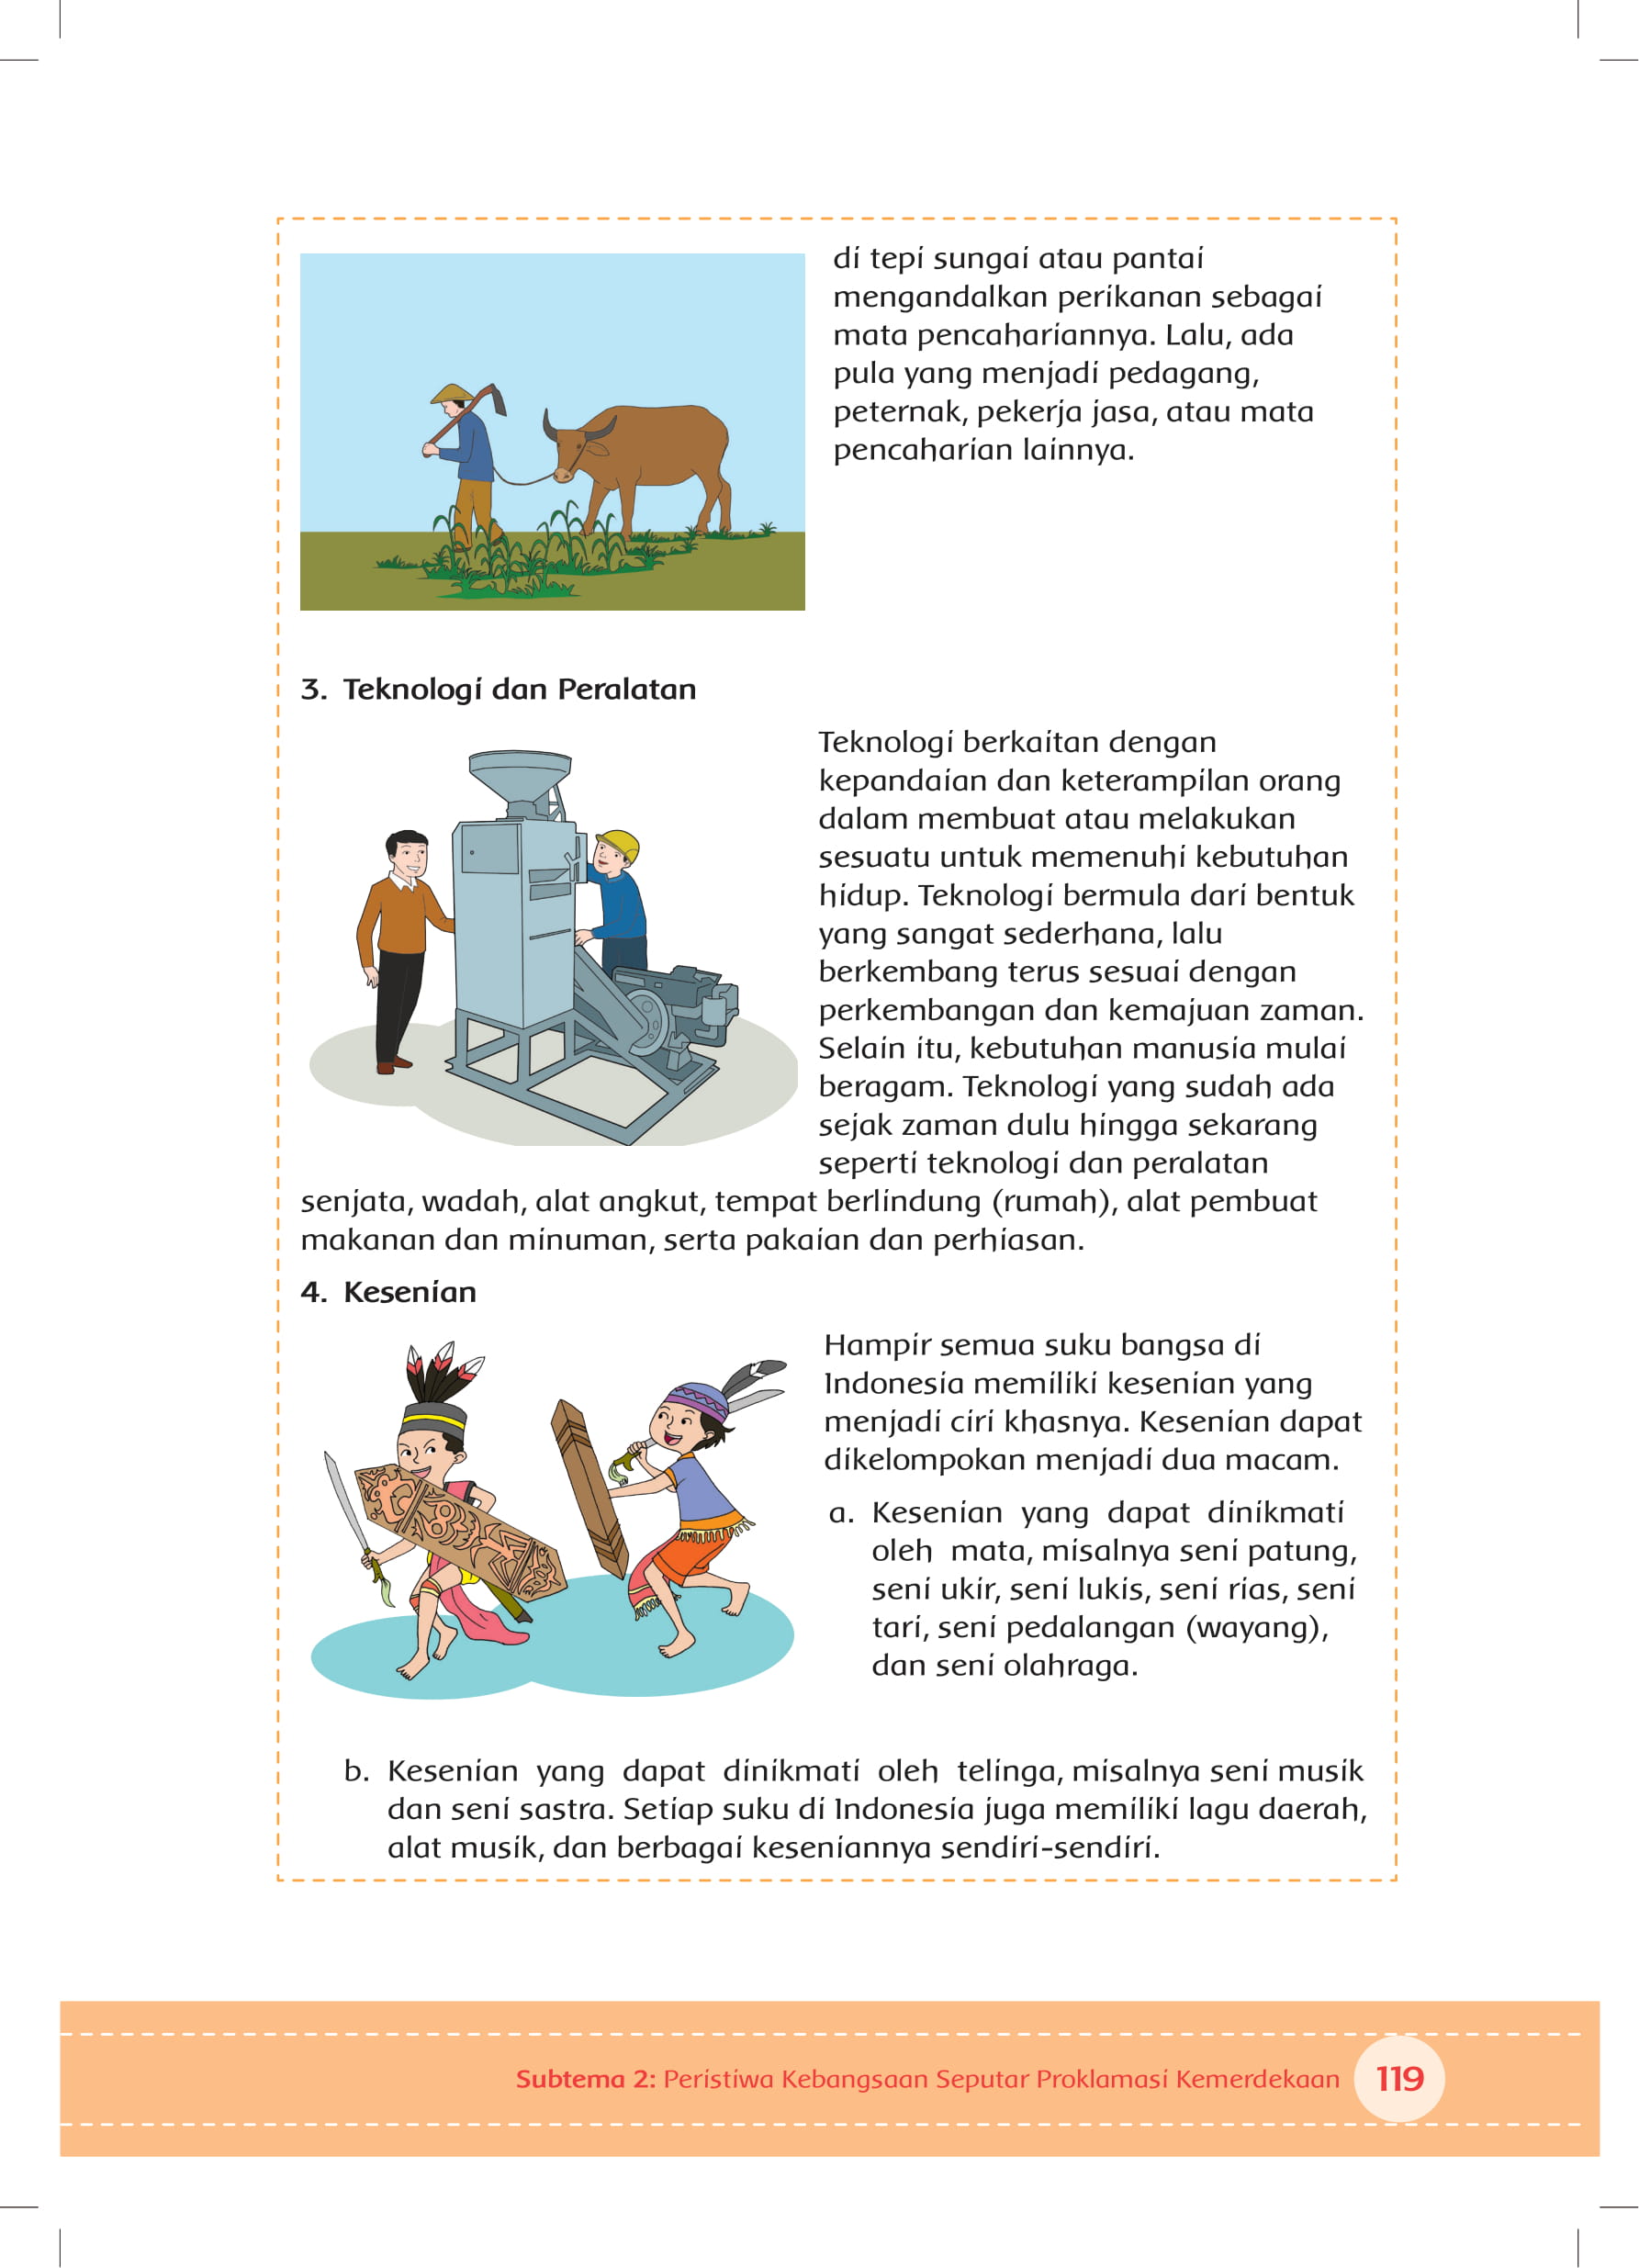 di tepi sungai atau pantai
mengandalkan perikanan sebagai
mata pencahariannya. Lalu, ada
pula yang menjadi pedagang,
peternak, pekerja jasa, atau mata
pencaharian lainnya.
3. Teknologi dan Peralatan
Teknologi berkaitan dengan
kepandaian dan keterampilan orang
dalam membuat atau melakukan
sesuatu untuk memenuhi kebutuhan
hidup. Teknologi bermula dari bentuk
yang sangat sederhana, lalu
berkembang terus sesuai dengan
perkembangan dan kemajuan zaman.
Selain itu, kebutuhan manusia mulai
beragam. Teknologi yang sudah ada
sejak zaman dulu hingga sekarang
seperti teknologi dan peralatan
senjata, wadah, alat angkut, tempat berlindung (rumah), alat pembuat
makanan dan minuman, serta pakaian dan perhiasan.
4. Kesenian
Hampir semua suku bangsa di
Indonesia memiliki kesenian yang
menjadi ciri khasnya. Kesenian dapat
dikelompokan menjadi dua macam.
a. Kesenian yang dapat dinikmati
oleh mata, misalnya seni patung,
seni ukir, seni lukis, seni rias, seni
tari, seni pedalangan (wayang),
dan seni olahraga.
b. Kesenian yang dapat dinikmati oleh telinga, misalnya seni musik
dan seni sastra. Setiap suku di Indonesia juga memiliki lagu daerah,
alat musik, dan berbagai keseniannya sendiri-sendiri.
Subtema 2: Peristiwa Kebangsaan Seputar Proklamasi Kemerdekaan 119